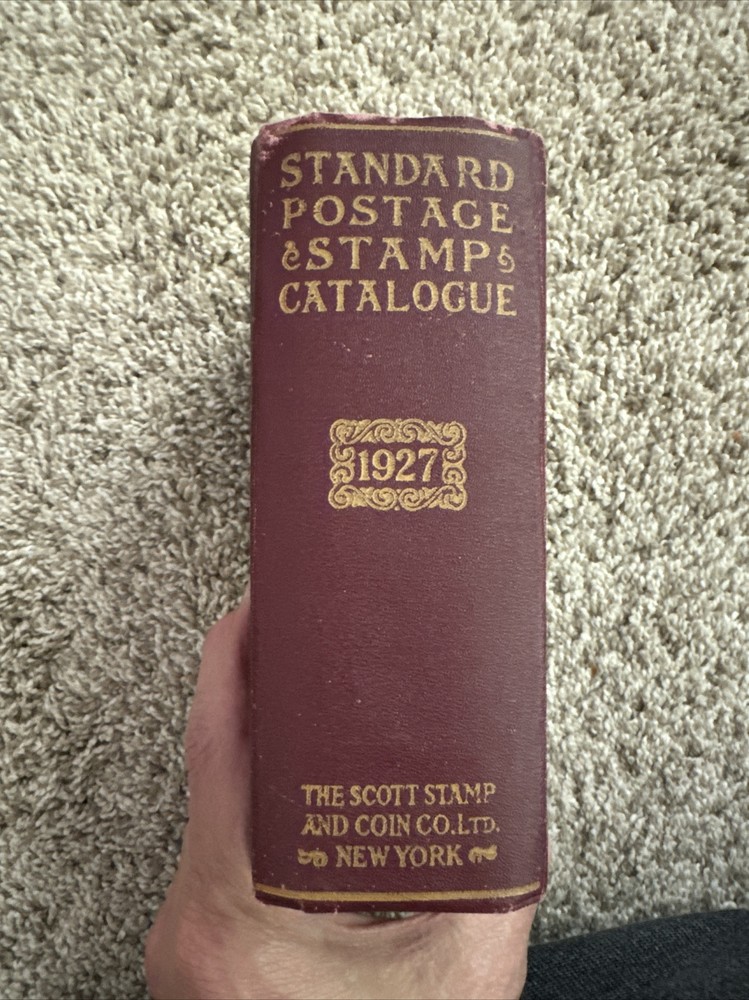 STANDARD
POSTAGE
STAMP
CATALOGUE
1927
THE SCOTT STAMP
AND COIN CO. LTD.
NEW YORK